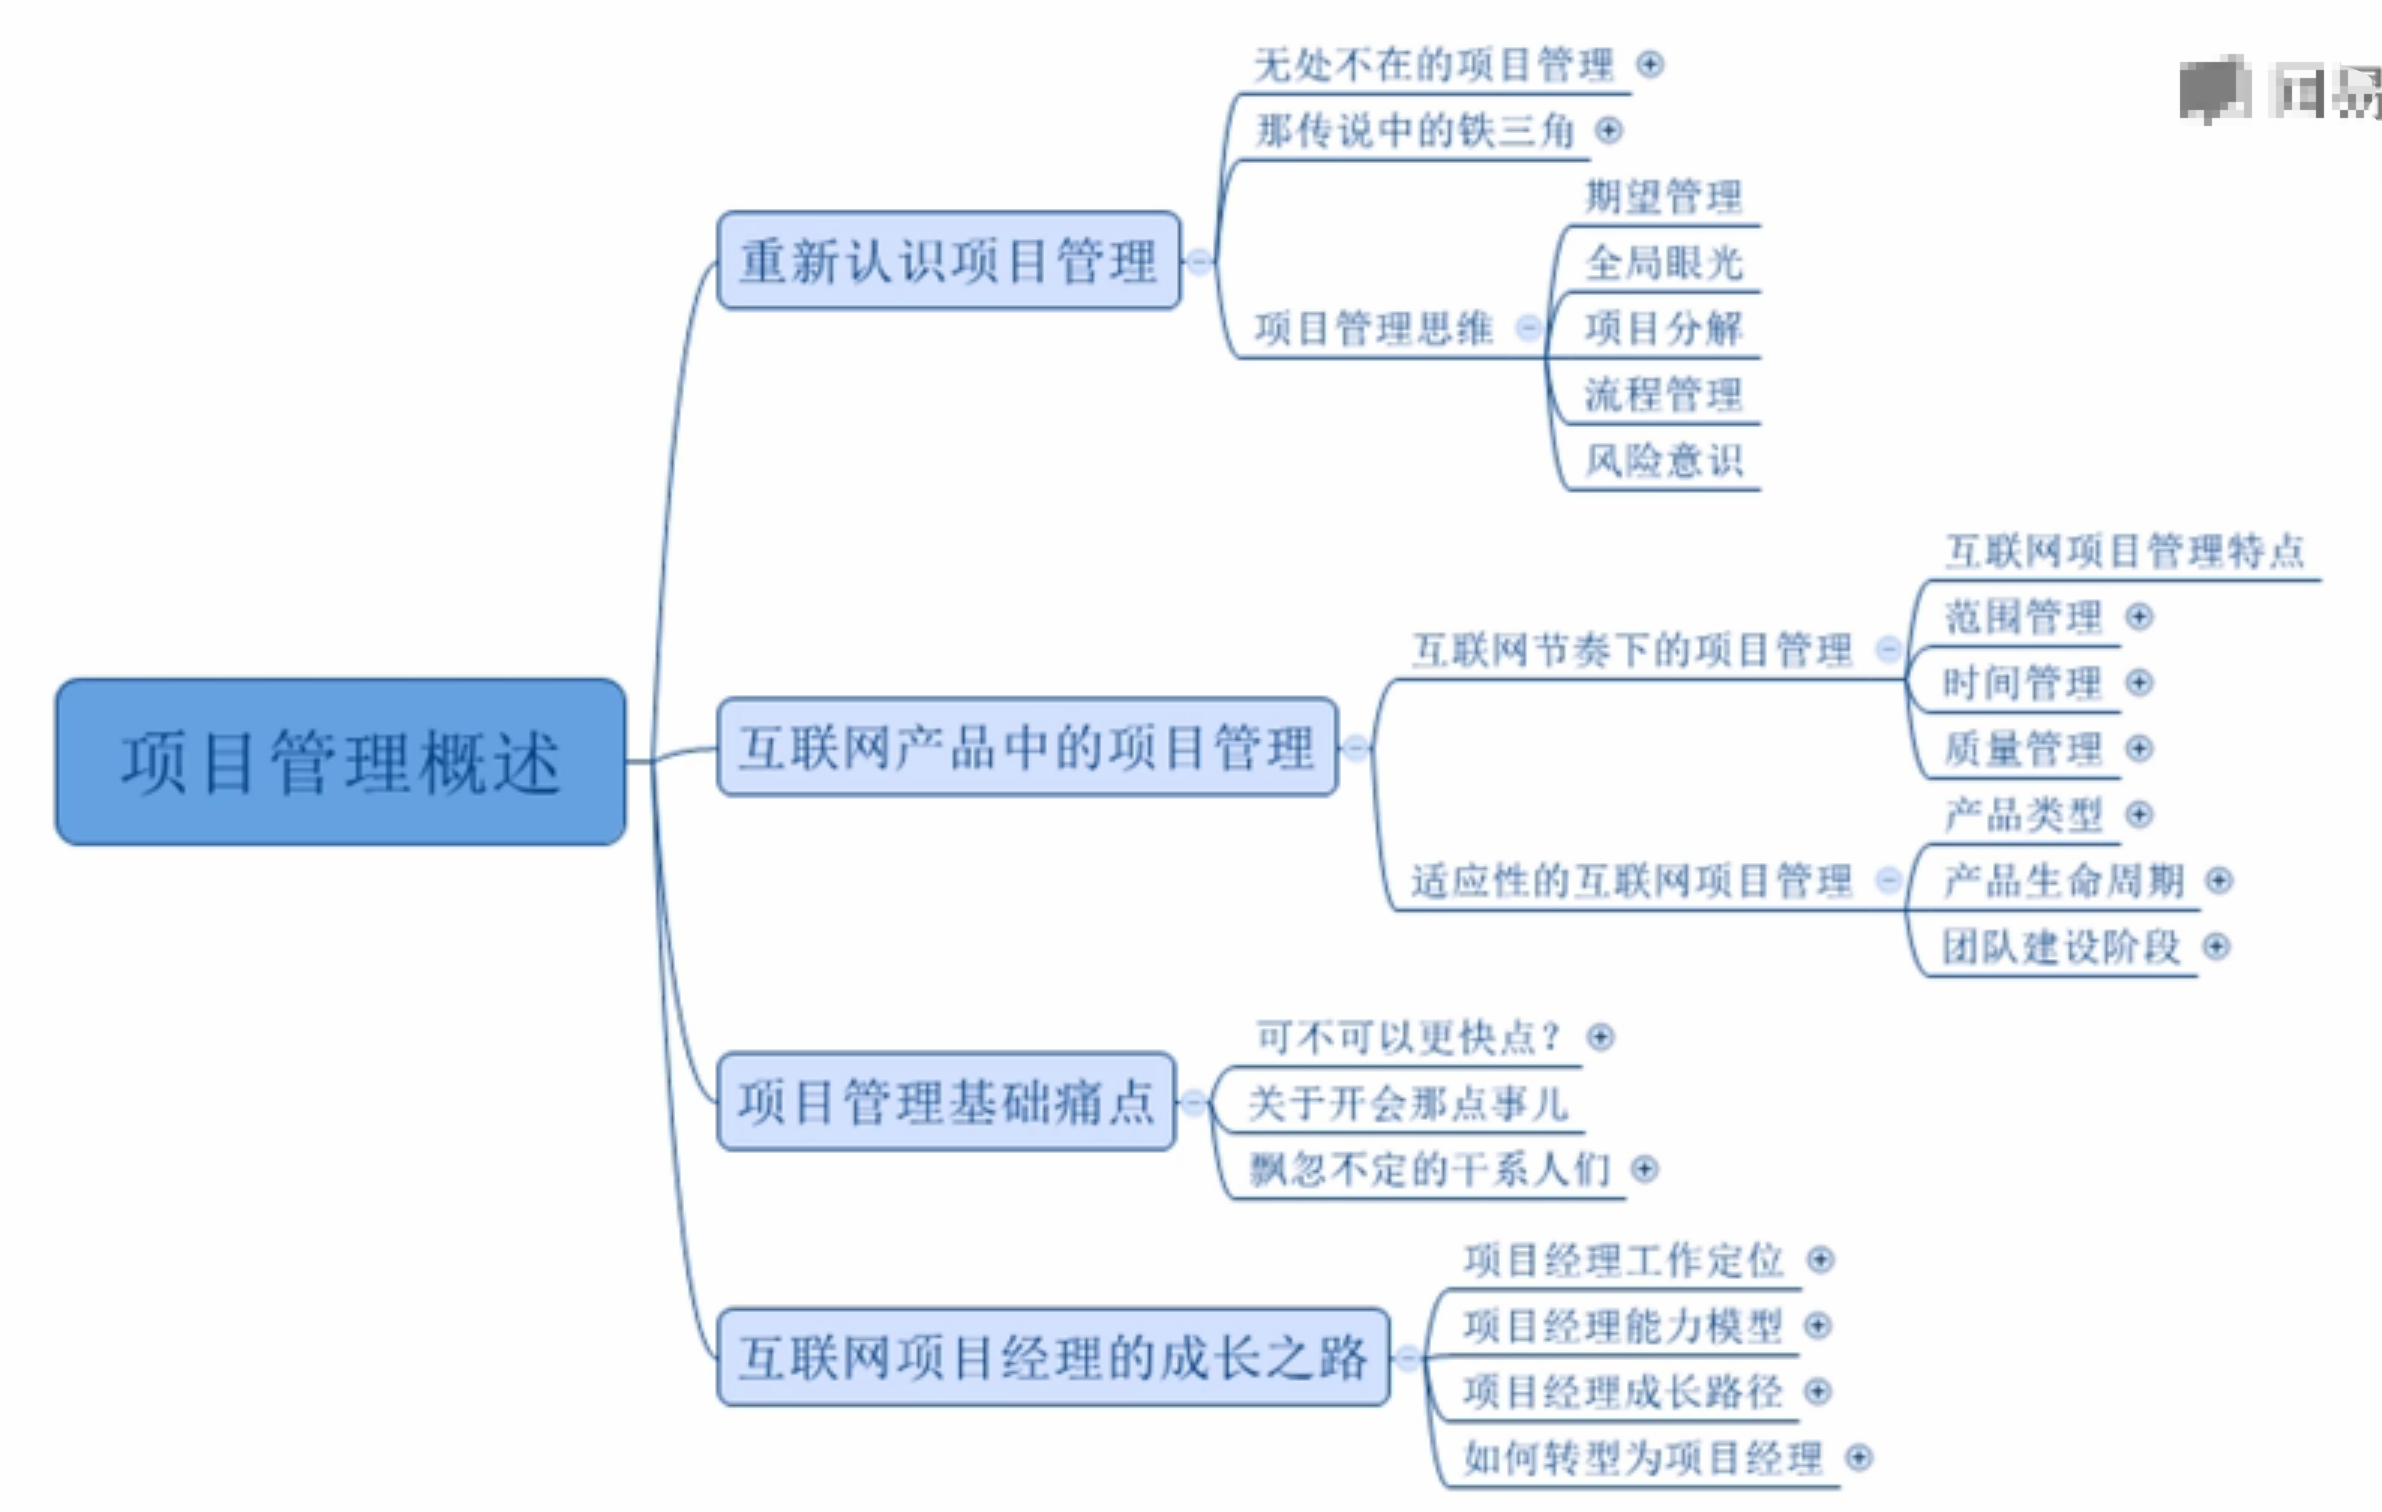 项目管理概述
重新认识项目管理
无处不在的项目管理
那传说中的铁三角
项目管理思维
期望管理
全局眼光
项目分解
流程管理
风险意识
互联网产品中的项目管理
互联网节奏下的项目管理
互联网项目管理特点
范围管理
时间管理
质量管理
适应性的互联网项目管理
产品类型
产品生命周期
团队建设阶段
项目管理基础痛点
可不可以更快点？
关于开会那点事儿
飘忽不定的干系人们
互联网项目经理的成长之路
项目经理工作定位
项目经理能力模型
项目经理成长路径
如何转型为项目经理